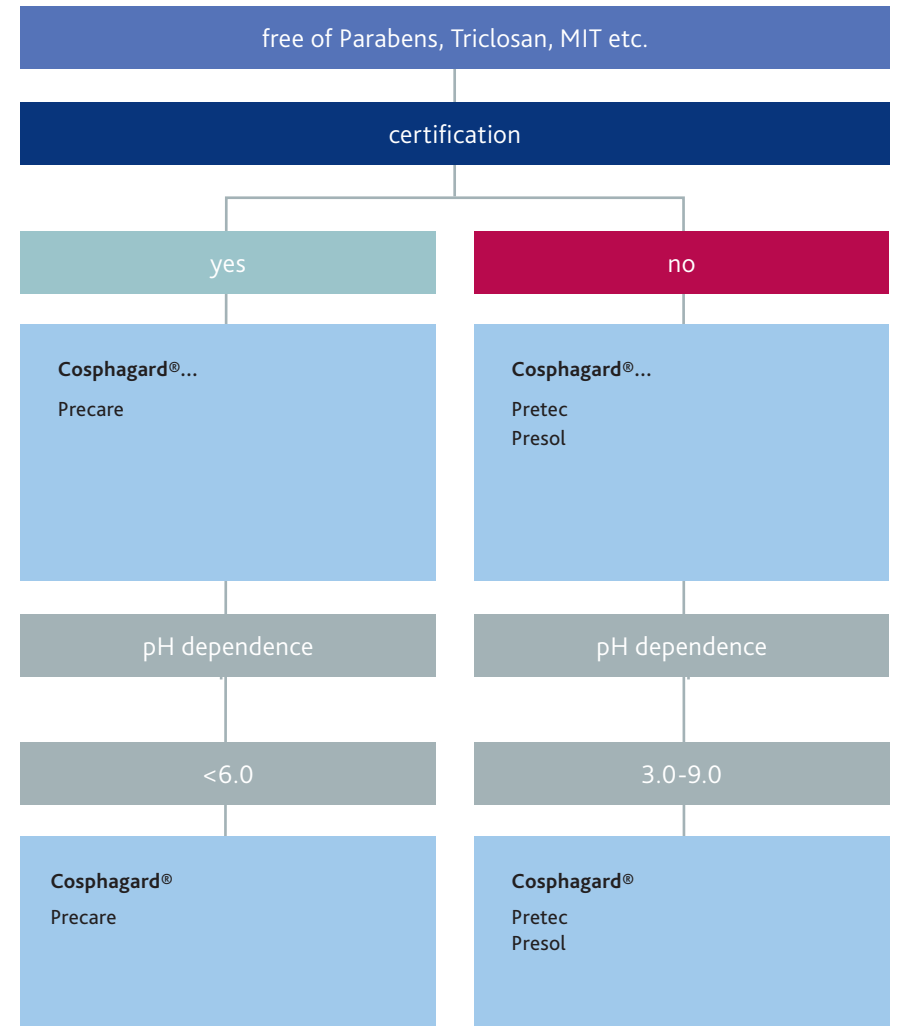 free of Parabens, Triclosan, MIT etc.
certification
yes
no
Cosphagard®...
Precare
Cosphagard®...
Pretec
Presol
pH dependence
pH dependence
<6.0
3.0-9.0
Cosphagard®
Precare
Cosphagard®
Pretec
Presol